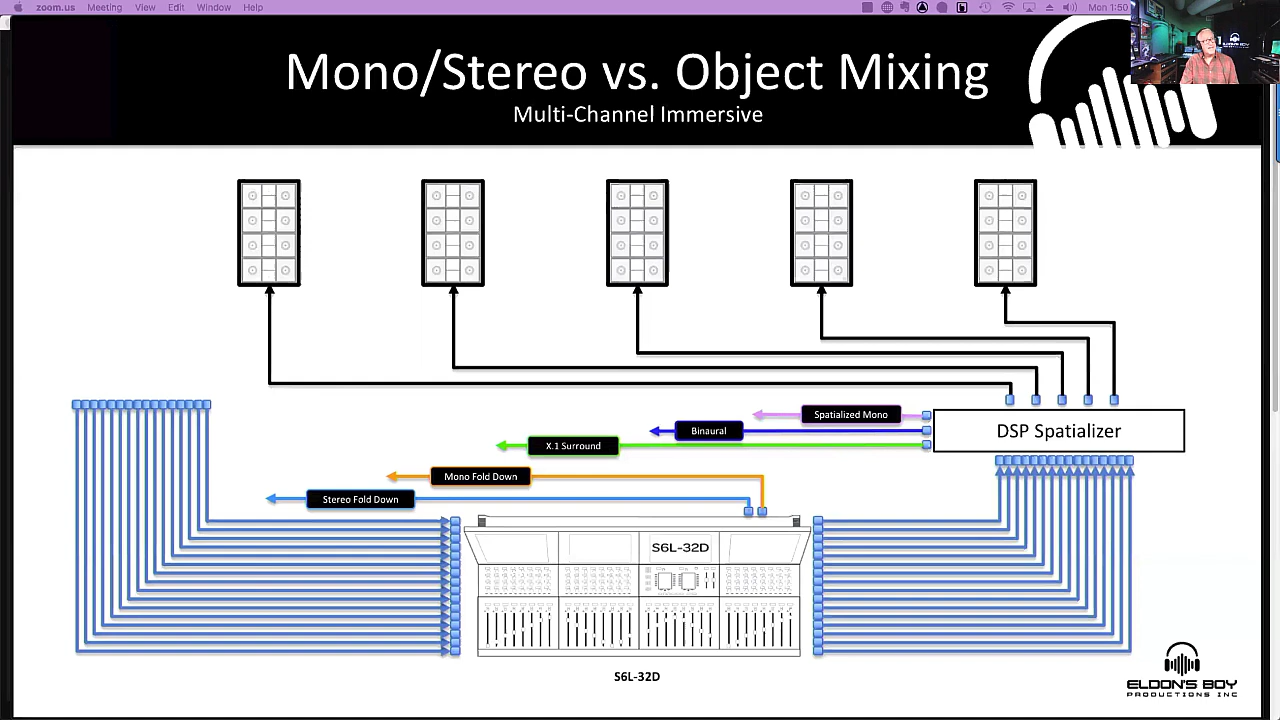 zoom.us Meeting View Edit Window Help Mon 1:50
Mono/Stereo vs. Object Mixing
Multi-Channel Immersive
Spatialized Mono
Binaural
X.1 Surround
DSP Spatializer
Mono Fold Down
Stereo Fold Down
S6L-32D
S6L-32D
ELDON'S BOY
PRODUCTIONS INC